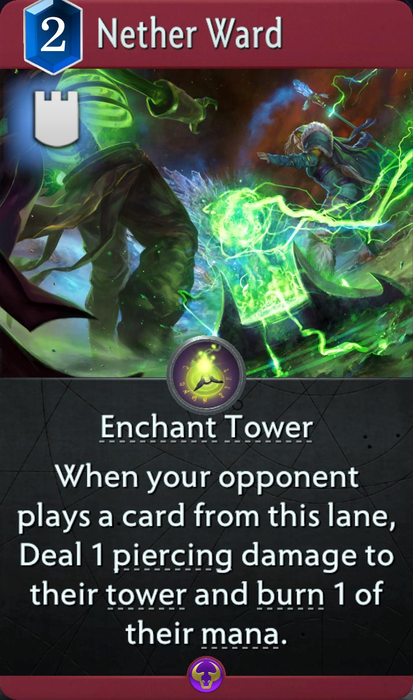 2 Nether Ward
Enchant Tower
When your opponent
plays a card from this lane,
Deal 1 piercing damage to
their tower and burn 1 of
their mana.